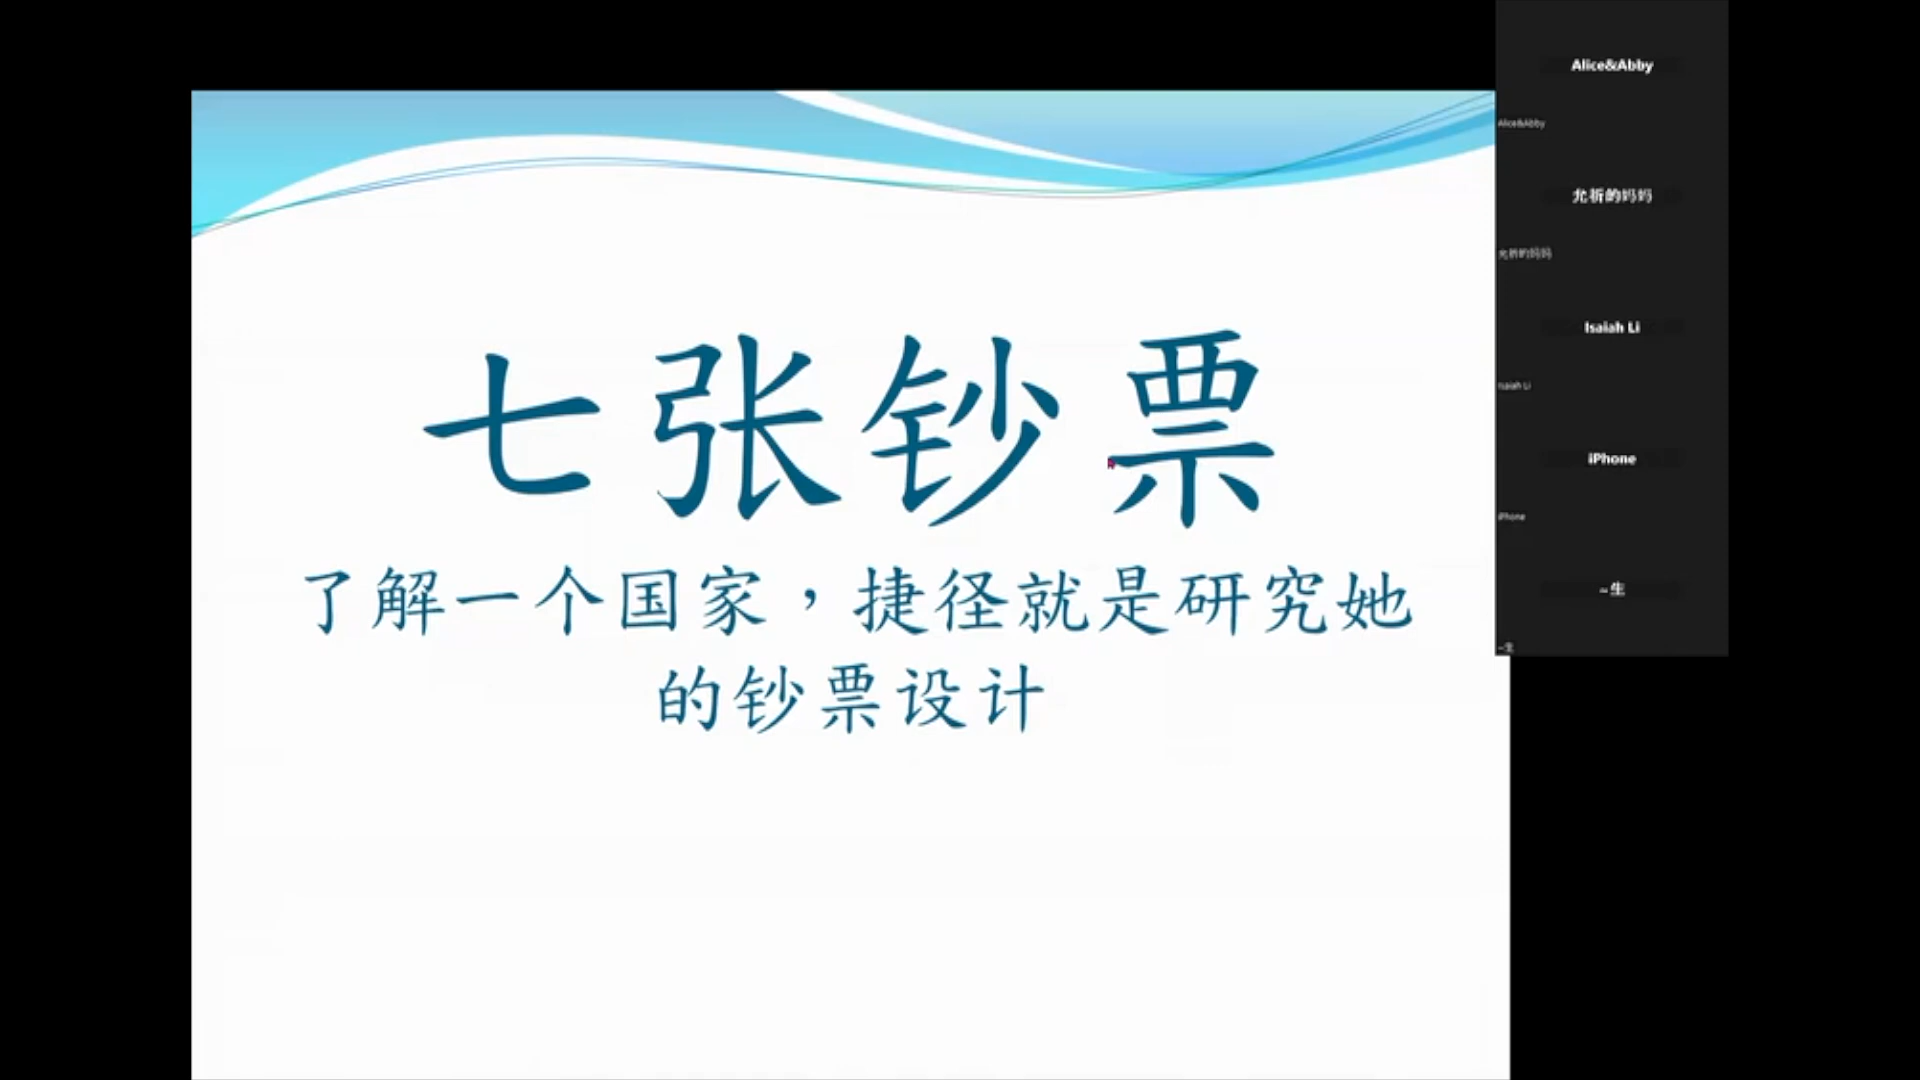 七张钞票
了解一个国家，捷径就是研究她
的钞票设计
Alice&Abby
Alice&Abby
允祈的妈妈
允祈的妈妈
Isaiah Li
Isaiah Li
iPhone
iPhone
~生
~生